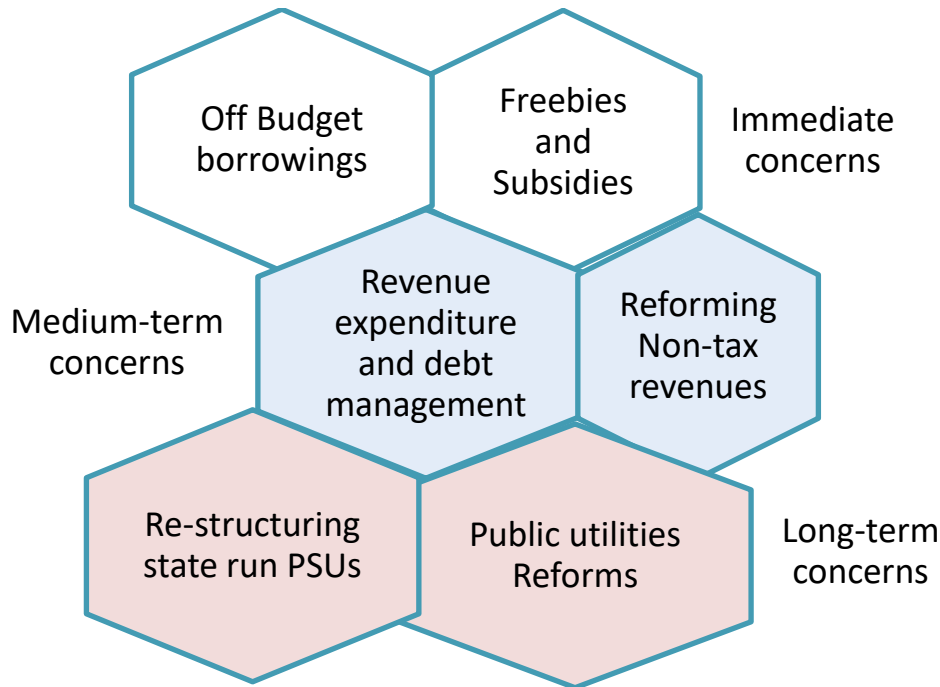 Off Budget
borrowings
Freebies
and
Subsidies
Immediate
concerns
Medium-term
concerns
Revenue
expenditure
and debt
management
Reforming
Non-tax
revenues
Re-structuring
state run PSUs
Public utilities
Reforms
Long-term
concerns